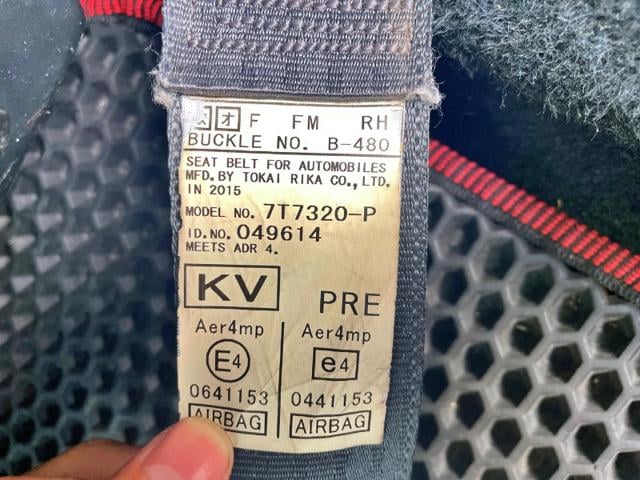 オ F FM RH
BUCKLE NO. B-480
SEAT BELT FOR AUTOMOBILES
MFD. BY TOKAI RIKA CO., LTD.
IN 2015
MODEL NO. 7T7320-P
I D. NO. 049614
MEETS ADR 4.
KV PRE
Aer4mp Aer4mp
E4 e4
0641153 0441153
AIRBAG AIRBAG